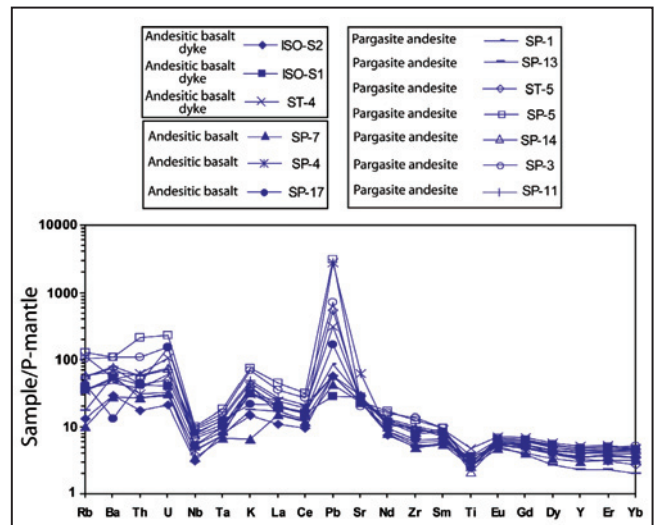 Andesitic basalt dyke ISO-S2
Andesitic basalt dyke ISO-S1
Andesitic basalt dyke ST-4
Andesitic basalt SP-7
Andesitic basalt SP-4
Andesitic basalt SP-17
Pargasite andesite SP-1
Pargasite andesite SP-13
Pargasite andesite ST-5
Pargasite andesite SP-5
Pargasite andesite SP-14
Pargasite andesite SP-3
Pargasite andesite SP-11
Sample/P-mantle
10000
1000
100
10
1
Rb Ba Th U Nb Ta K La Ce Pb Sr Nd Zr Sm Ti Eu Gd Dy Y Er Yb